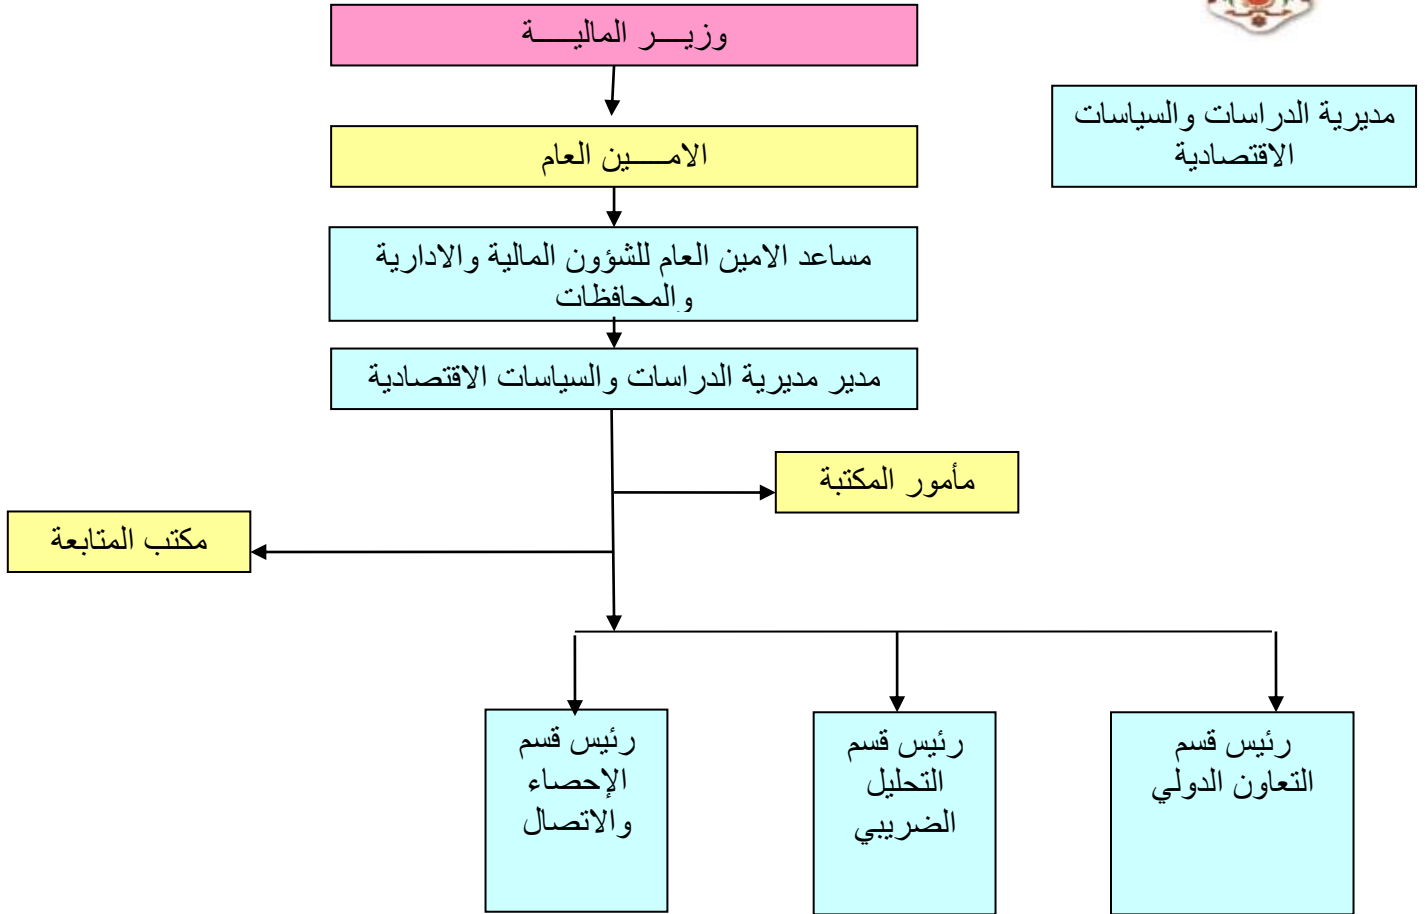 وزيـــر الماليـــة
مديرية الدراسات والسياسات
الاقتصادية
الامـــين العام
مساعد الامين العام للشؤون المالية والادارية
والمحافظات
مدير مديرية الدراسات والسياسات الاقتصادية
مأمور المكتبة
مكتب المتابعة
رئيس قسم
التعاون الدولي
رئيس قسم
التحليل
الضريبي
رئيس قسم
الإحصاء
والاتصال